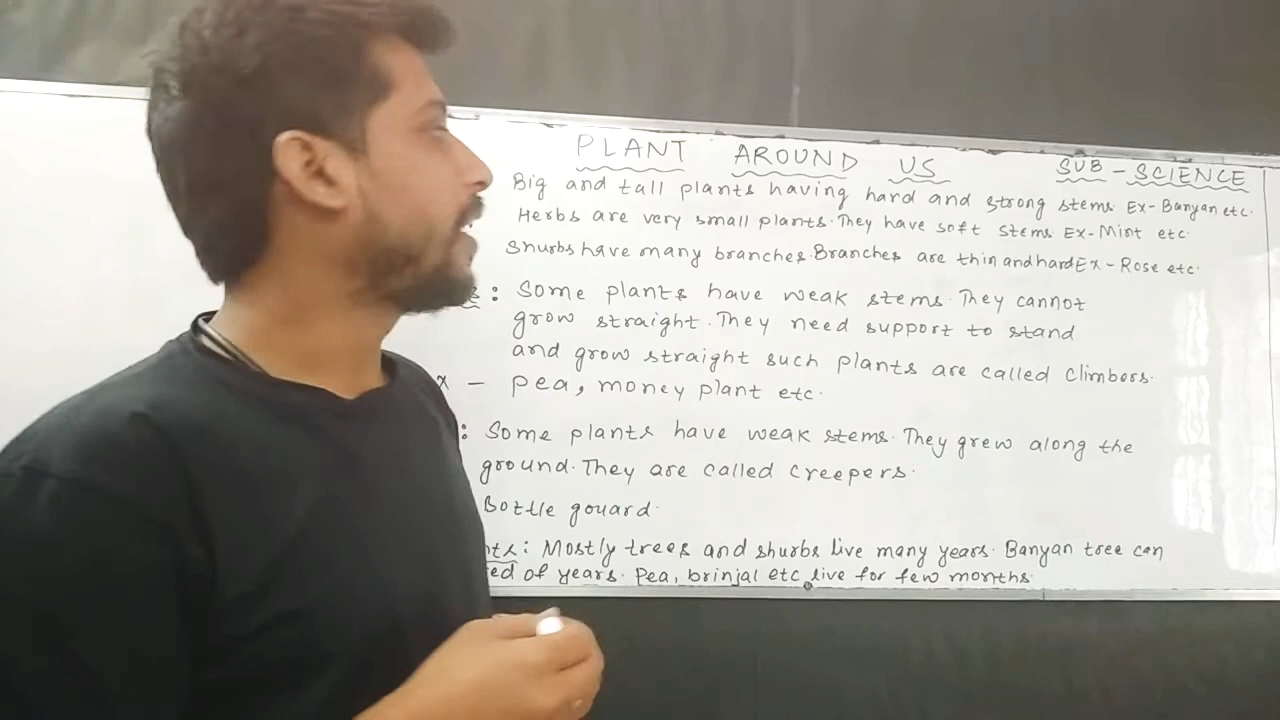 PLANT AROUND US SUB - SCIENCE
Big and tall plants having hard and strong stems Ex- Banyan etc.
Herbs are very small plants. They have soft stems Ex- Mint etc.
Shurbs have many branches. Branches are thin and hard Ex - Rose etc.
: Some plants have weak stems. They cannot
grow straight. They need support to stand
and grow straight such plants are called climbors.
x - pea, money plant etc.
: Some plants have weak stems. They grew along the
ground. They are called creepers.
Bottle gouard.
nts : Mostly trees and shurbs live many years. Banyan tree can
ed of years. Pea, brinjal etc live for few months.